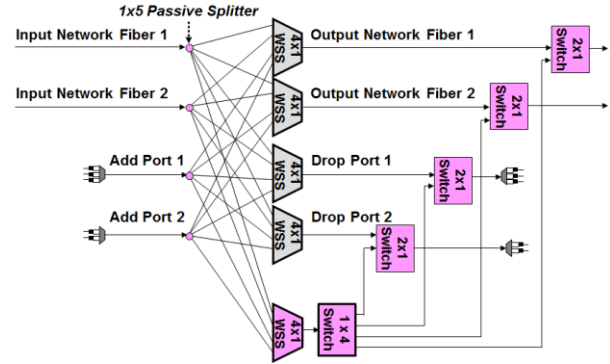 1x5 Passive Splitter
Input Network Fiber 1
4x1
WSS
Output Network Fiber 1
2x1
Switch
Input Network Fiber 2
4x1
WSS
Output Network Fiber 2
2x1
Switch
Add Port 1
4x1
WSS
Drop Port 1
2x1
Switch
Add Port 2
4x1
WSS
Drop Port 2
2x1
Switch
4x1
WSS
1 x 4
Switch